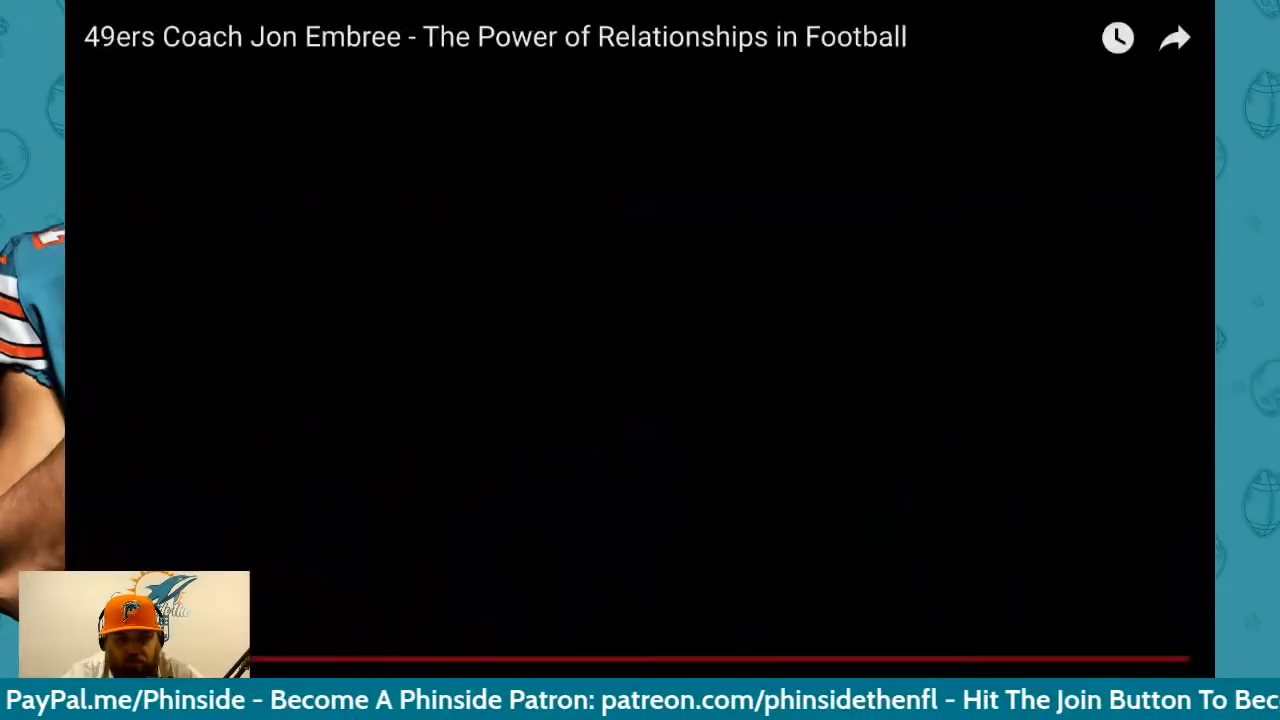 49ers Coach Jon Embree - The Power of Relationships in Football
PayPal.me/Phinside - Become A Phinside Patron: patreon.com/phinsidethenfl - Hit The Join Button To Bec